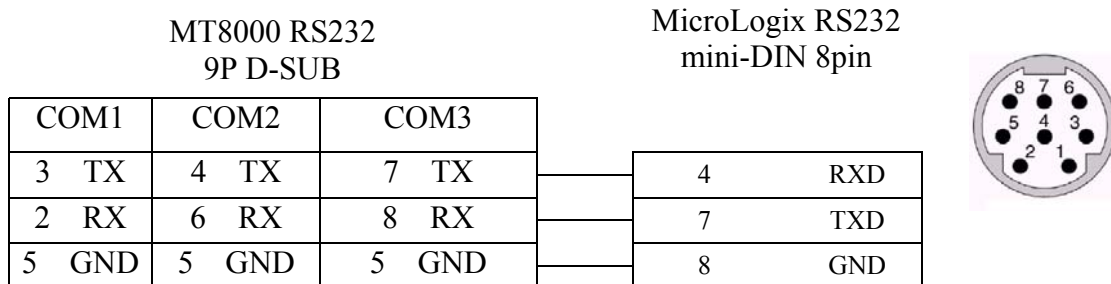 MT8000 RS232
9P D-SUB
MicroLogix RS232
mini-DIN 8pin
COM1 COM2 COM3
3 TX 4 TX 7 TX 4 RXD
2 RX 6 RX 8 RX 7 TXD
5 GND 5 GND 5 GND 8 GND
8 7 6
5 4 3
2 1